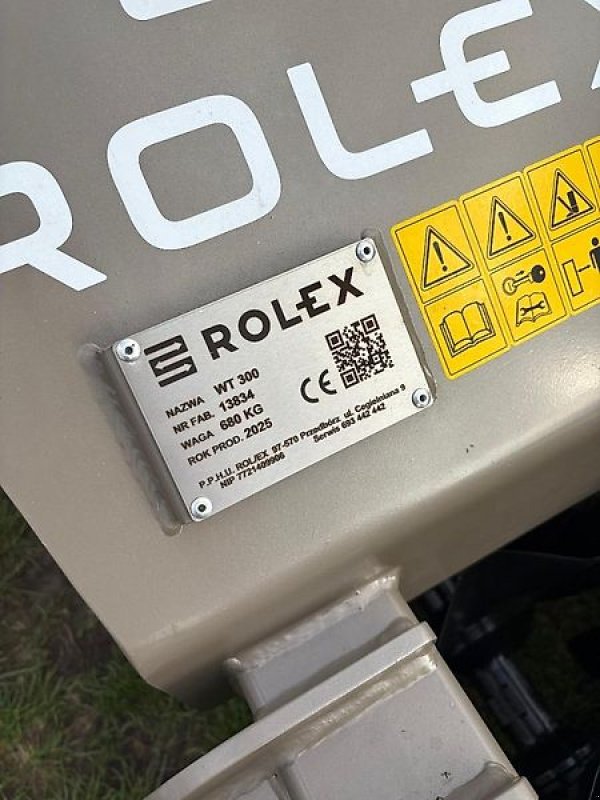 ROLEX
ROLEX
NAZWA WT 300
NR FAB. 13834
WAGA 680 KG
ROK PROD. 2025
CE
P.P.H.U. ROL/EX 97-570 Przedbórz ul. Cegielniana 9
NIP 7721409906 Serwis 693 442 442